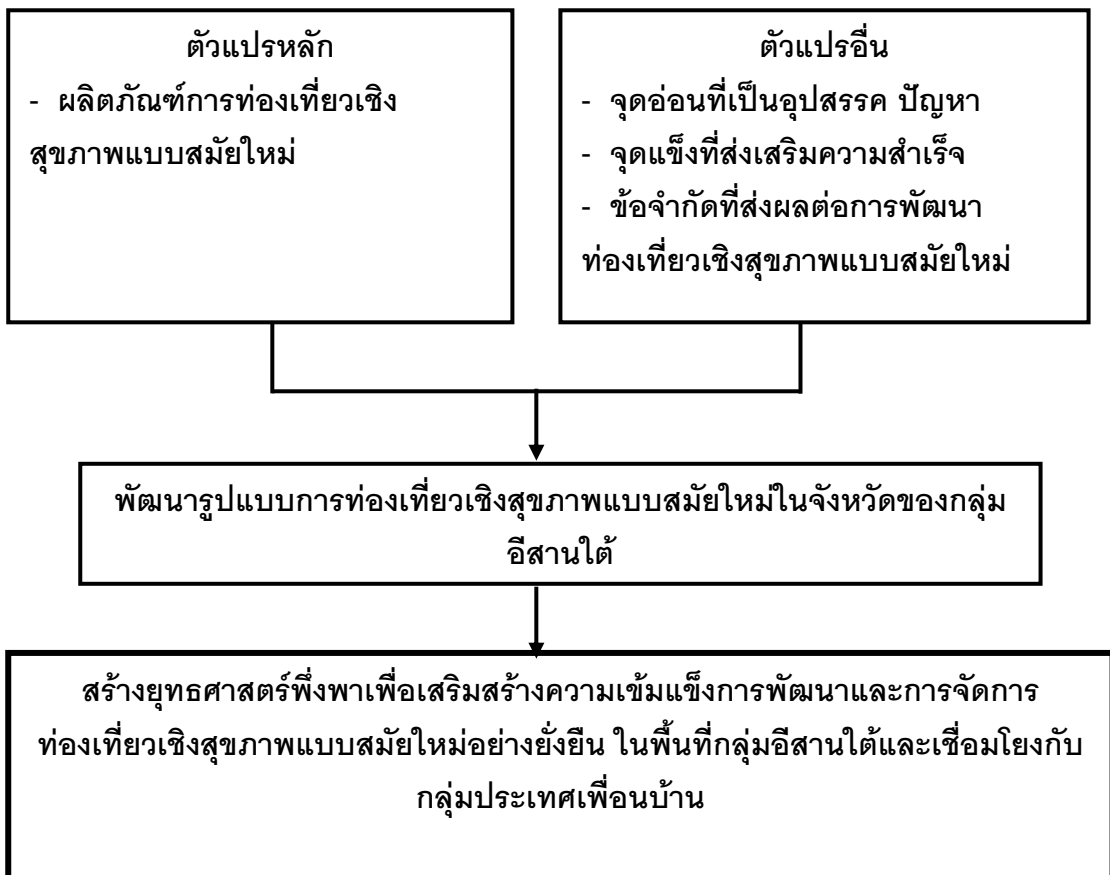 ตัวแปรหลัก
- ผลิตภัณฑ์การท่องเที่ยวเชิง
สุขภาพแบบสมัยใหม่
ตัวแปรอื่น
- จุดอ่อนที่เป็นอุปสรรค ปัญหา
- จุดแข็งที่ส่งเสริมความสำเร็จ
- ข้อจำกัดที่ส่งผลต่อการพัฒนา
ท่องเที่ยวเชิงสุขภาพแบบสมัยใหม่
พัฒนารูปแบบการท่องเที่ยวเชิงสุขภาพแบบสมัยใหม่ในจังหวัดของกลุ่ม
อีสานใต้
สร้างยุทธศาสตร์พึ่งพาเพื่อเสริมสร้างความเข้มแข็งการพัฒนาและการจัดการ
ท่องเที่ยวเชิงสุขภาพแบบสมัยใหม่อย่างยั่งยืน ในพื้นที่กลุ่มอีสานใต้และเชื่อมโยงกับ
กลุ่มประเทศเพื่อนบ้าน